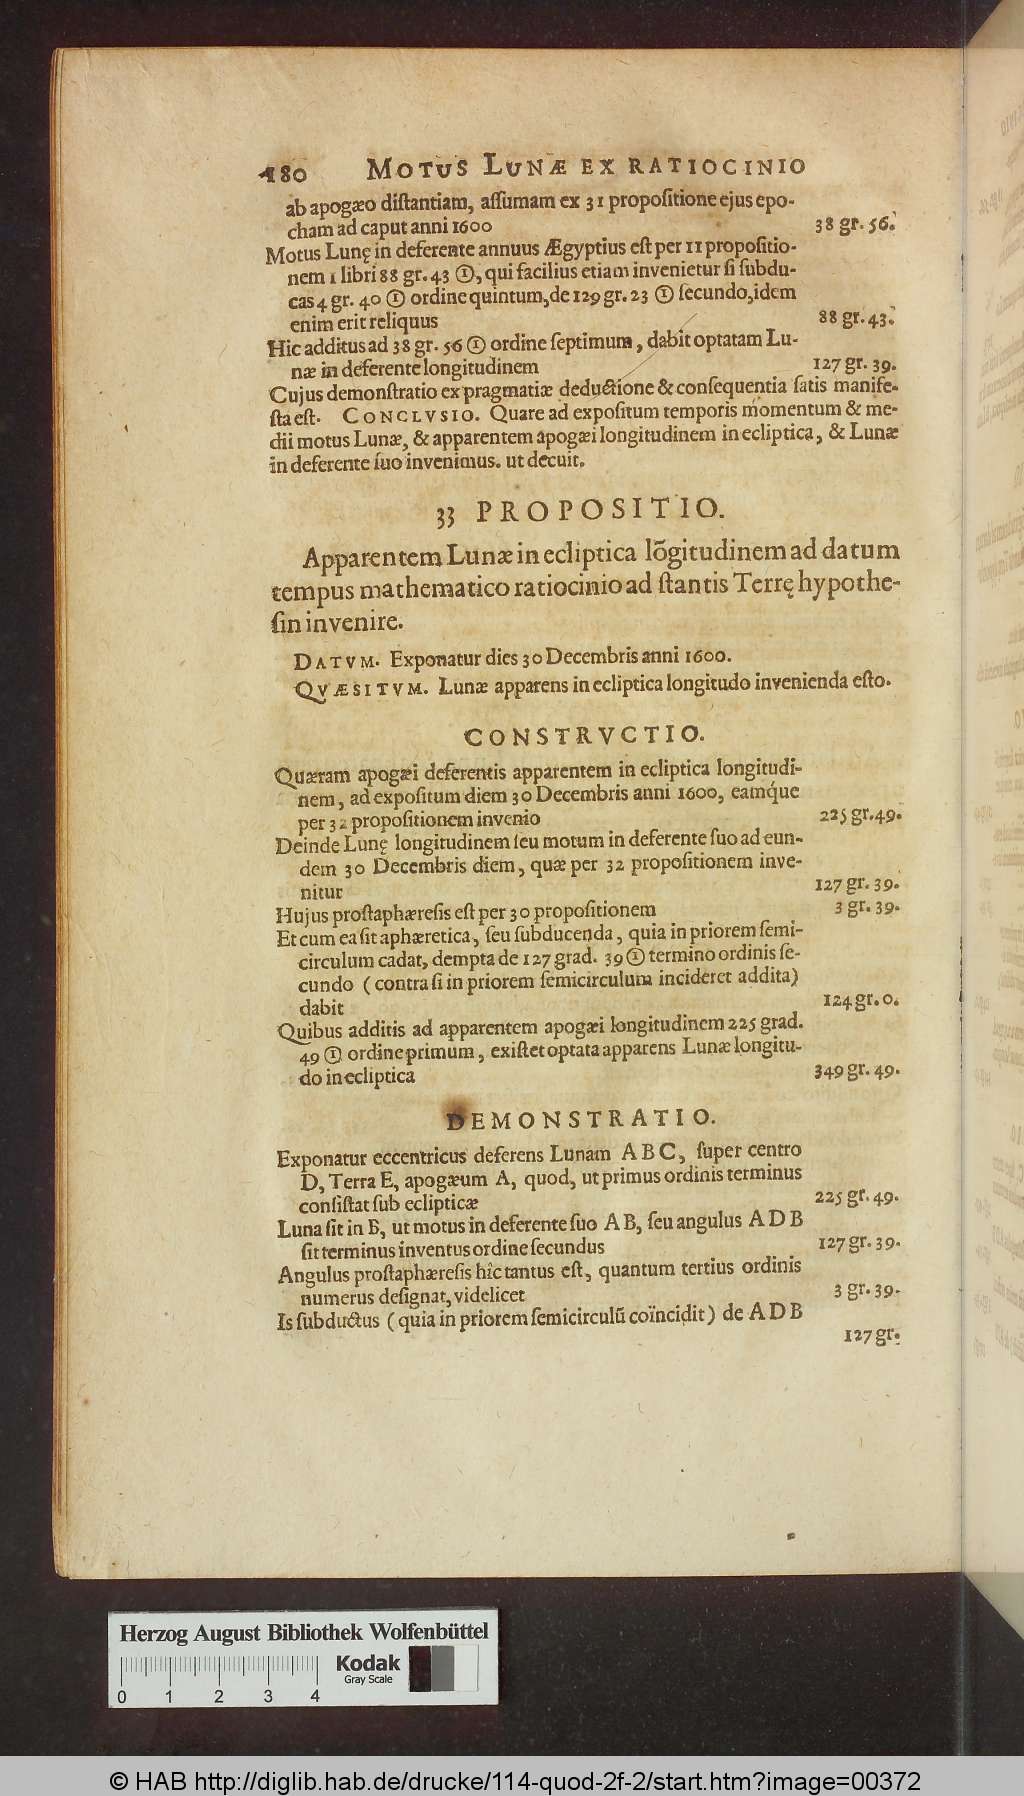 180 MOTUS LUNÆ EX RATIOCINIO
ab apogæo diſtantiam, aſſumam ex 31 propoſitione ejus epo-
cham ad caput anni 1600 38 gr. 56.
Motus Lunę in deferente annuus Ægyptius eſt per 11 propoſitio-
nem 1 libri 88 gr. 43 ①, qui facilius etiam invenietur ſi ſubdu-
cas 4 gr. 40 ① ordine quintum, de 129 gr. 23 ① ſecundo, idem
enim erit reliquus 88 gr. 43.
Hic additus ad 38 gr. 56 ① ordine ſeptimum, dabit optatam Lu-
næ in deferente longitudinem 127 gr. 39.
Cujus demonſtratio ex pragmatiæ deductione & conſequentia ſatis manife-
ſta eſt. CONCLVSIO. Quare ad expoſitum temporis momentum & me-
dii motus Lunæ, & apparentem apogæi longitudinem in ecliptica, & Lunæ
in deferente ſuo invenimus. ut decuit.
33 PROPOSITIO.
Apparentem Lunæ in ecliptica lõgitudinem ad datum
tempus mathematico ratiocinio ad ſtantis Terrę hypothe-
ſin invenire.
DATVM. Exponatur dies 30 Decembris anni 1600.
QVÆSITVM. Lunæ apparens in ecliptica longitudo invenienda eſto.
CONSTRVCTIO.
Quæram apogæi deferentis apparentem in ecliptica longitudi-
nem, ad expoſitum diem 30 Decembris anni 1600, eamque
per 32 propoſitionem invenio 225 gr. 49.
Deinde Lunę longitudinem ſeu motum in deferente ſuo ad eun-
dem 30 Decembris diem, quæ per 32 propoſitionem inve-
nitur 127 gr. 39.
Hujus proſtaphæreſis eſt per 30 propoſitionem 3 gr. 39.
Et cum ea ſit aphæretica, ſeu ſubducenda, quia in priorem ſemi-
circulum cadat, dempta de 127 grad. 39 ① termino ordinis ſe-
cundo (contra ſi in priorem ſemicirculum incideret addita)
dabit 124 gr. 0.
Quibus additis ad apparentem apogæi longitudinem 225 grad.
49 ① ordine primum, exiſtet optata apparens Lunæ longitu-
do in ecliptica 349 gr. 49.
DEMONSTRATIO.
Exponatur eccentricus deferens Lunam ABC, ſuper centro
D, Terra E, apogæum A, quod, ut primus ordinis terminus
conſiſtat ſub eclipticæ 225 gr. 49.
Luna ſit in B, ut motus in deferente ſuo AB, ſeu angulus ADB
ſit terminus inventus ordine ſecundus 127 gr. 39.
Angulus proſtaphæreſis hîc tantus eſt, quantum tertius ordinis
numerus deſignat, videlicet 3 gr. 39.
Is ſubductus (quia in priorem ſemicirculũ coïncidit) de ADB
127 gr.
Herzog August Bibliothek Wolfenbüttel
Kodak
Gray Scale
0 1 2 3 4
© HAB http://diglib.hab.de/drucke/114-quod-2f-2/start.htm?image=00372